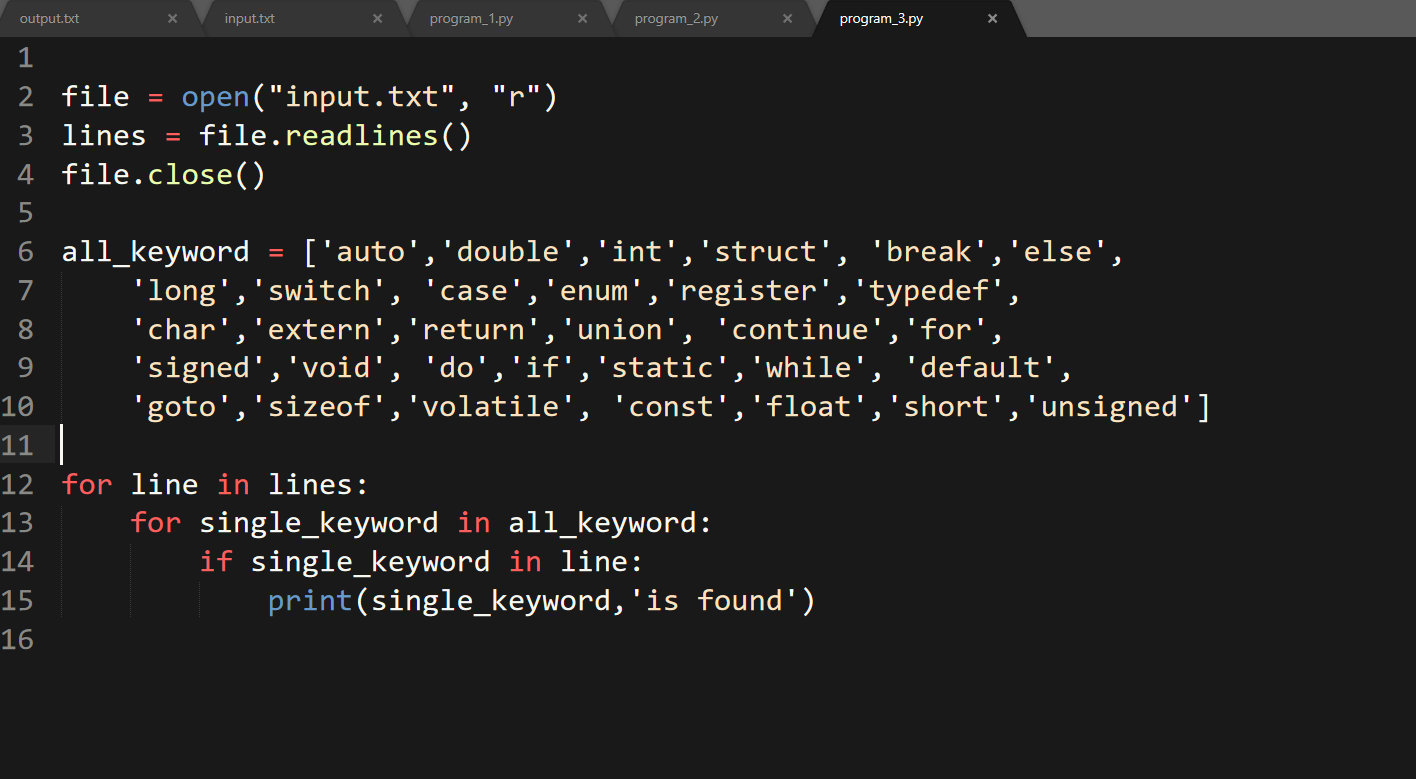 output.txt × input.txt × program_1.py × program_2.py × program_3.py ×
1
2 file = open("input.txt", "r")
3 lines = file.readlines()
4 file.close()
5
6 all_keyword = ['auto','double','int','struct', 'break','else',
7     'long','switch', 'case','enum','register','typedef',
8     'char','extern','return','union', 'continue','for',
9     'signed','void', 'do','if','static','while', 'default',
10     'goto','sizeof','volatile', 'const','float','short','unsigned']
11
12 for line in lines:
13     for single_keyword in all_keyword:
14         if single_keyword in line:
15             print(single_keyword,'is found')
16